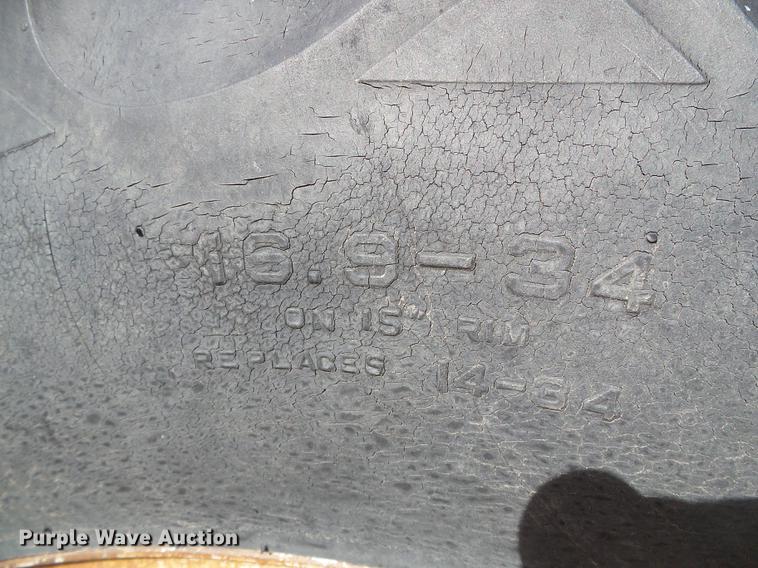 16.9-34
ON 15" RIM
REPLACES 14-34
Purple Wave Auction